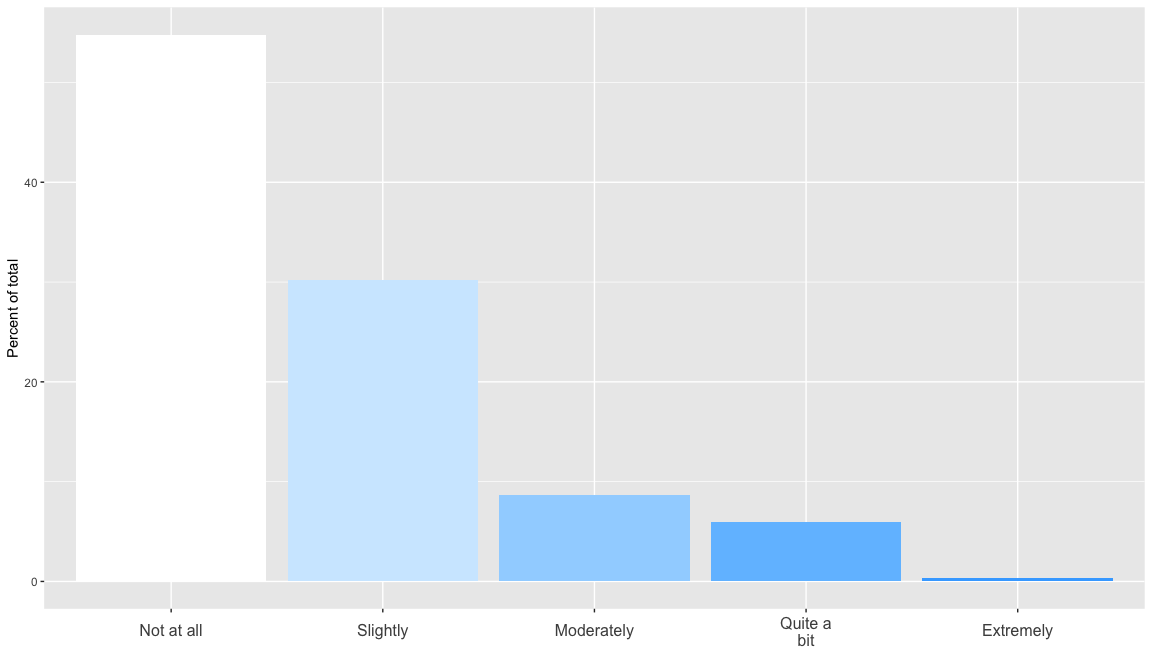 Percent of total
40
20
0
Not at all
Slightly
Moderately
Quite a
bit
Extremely